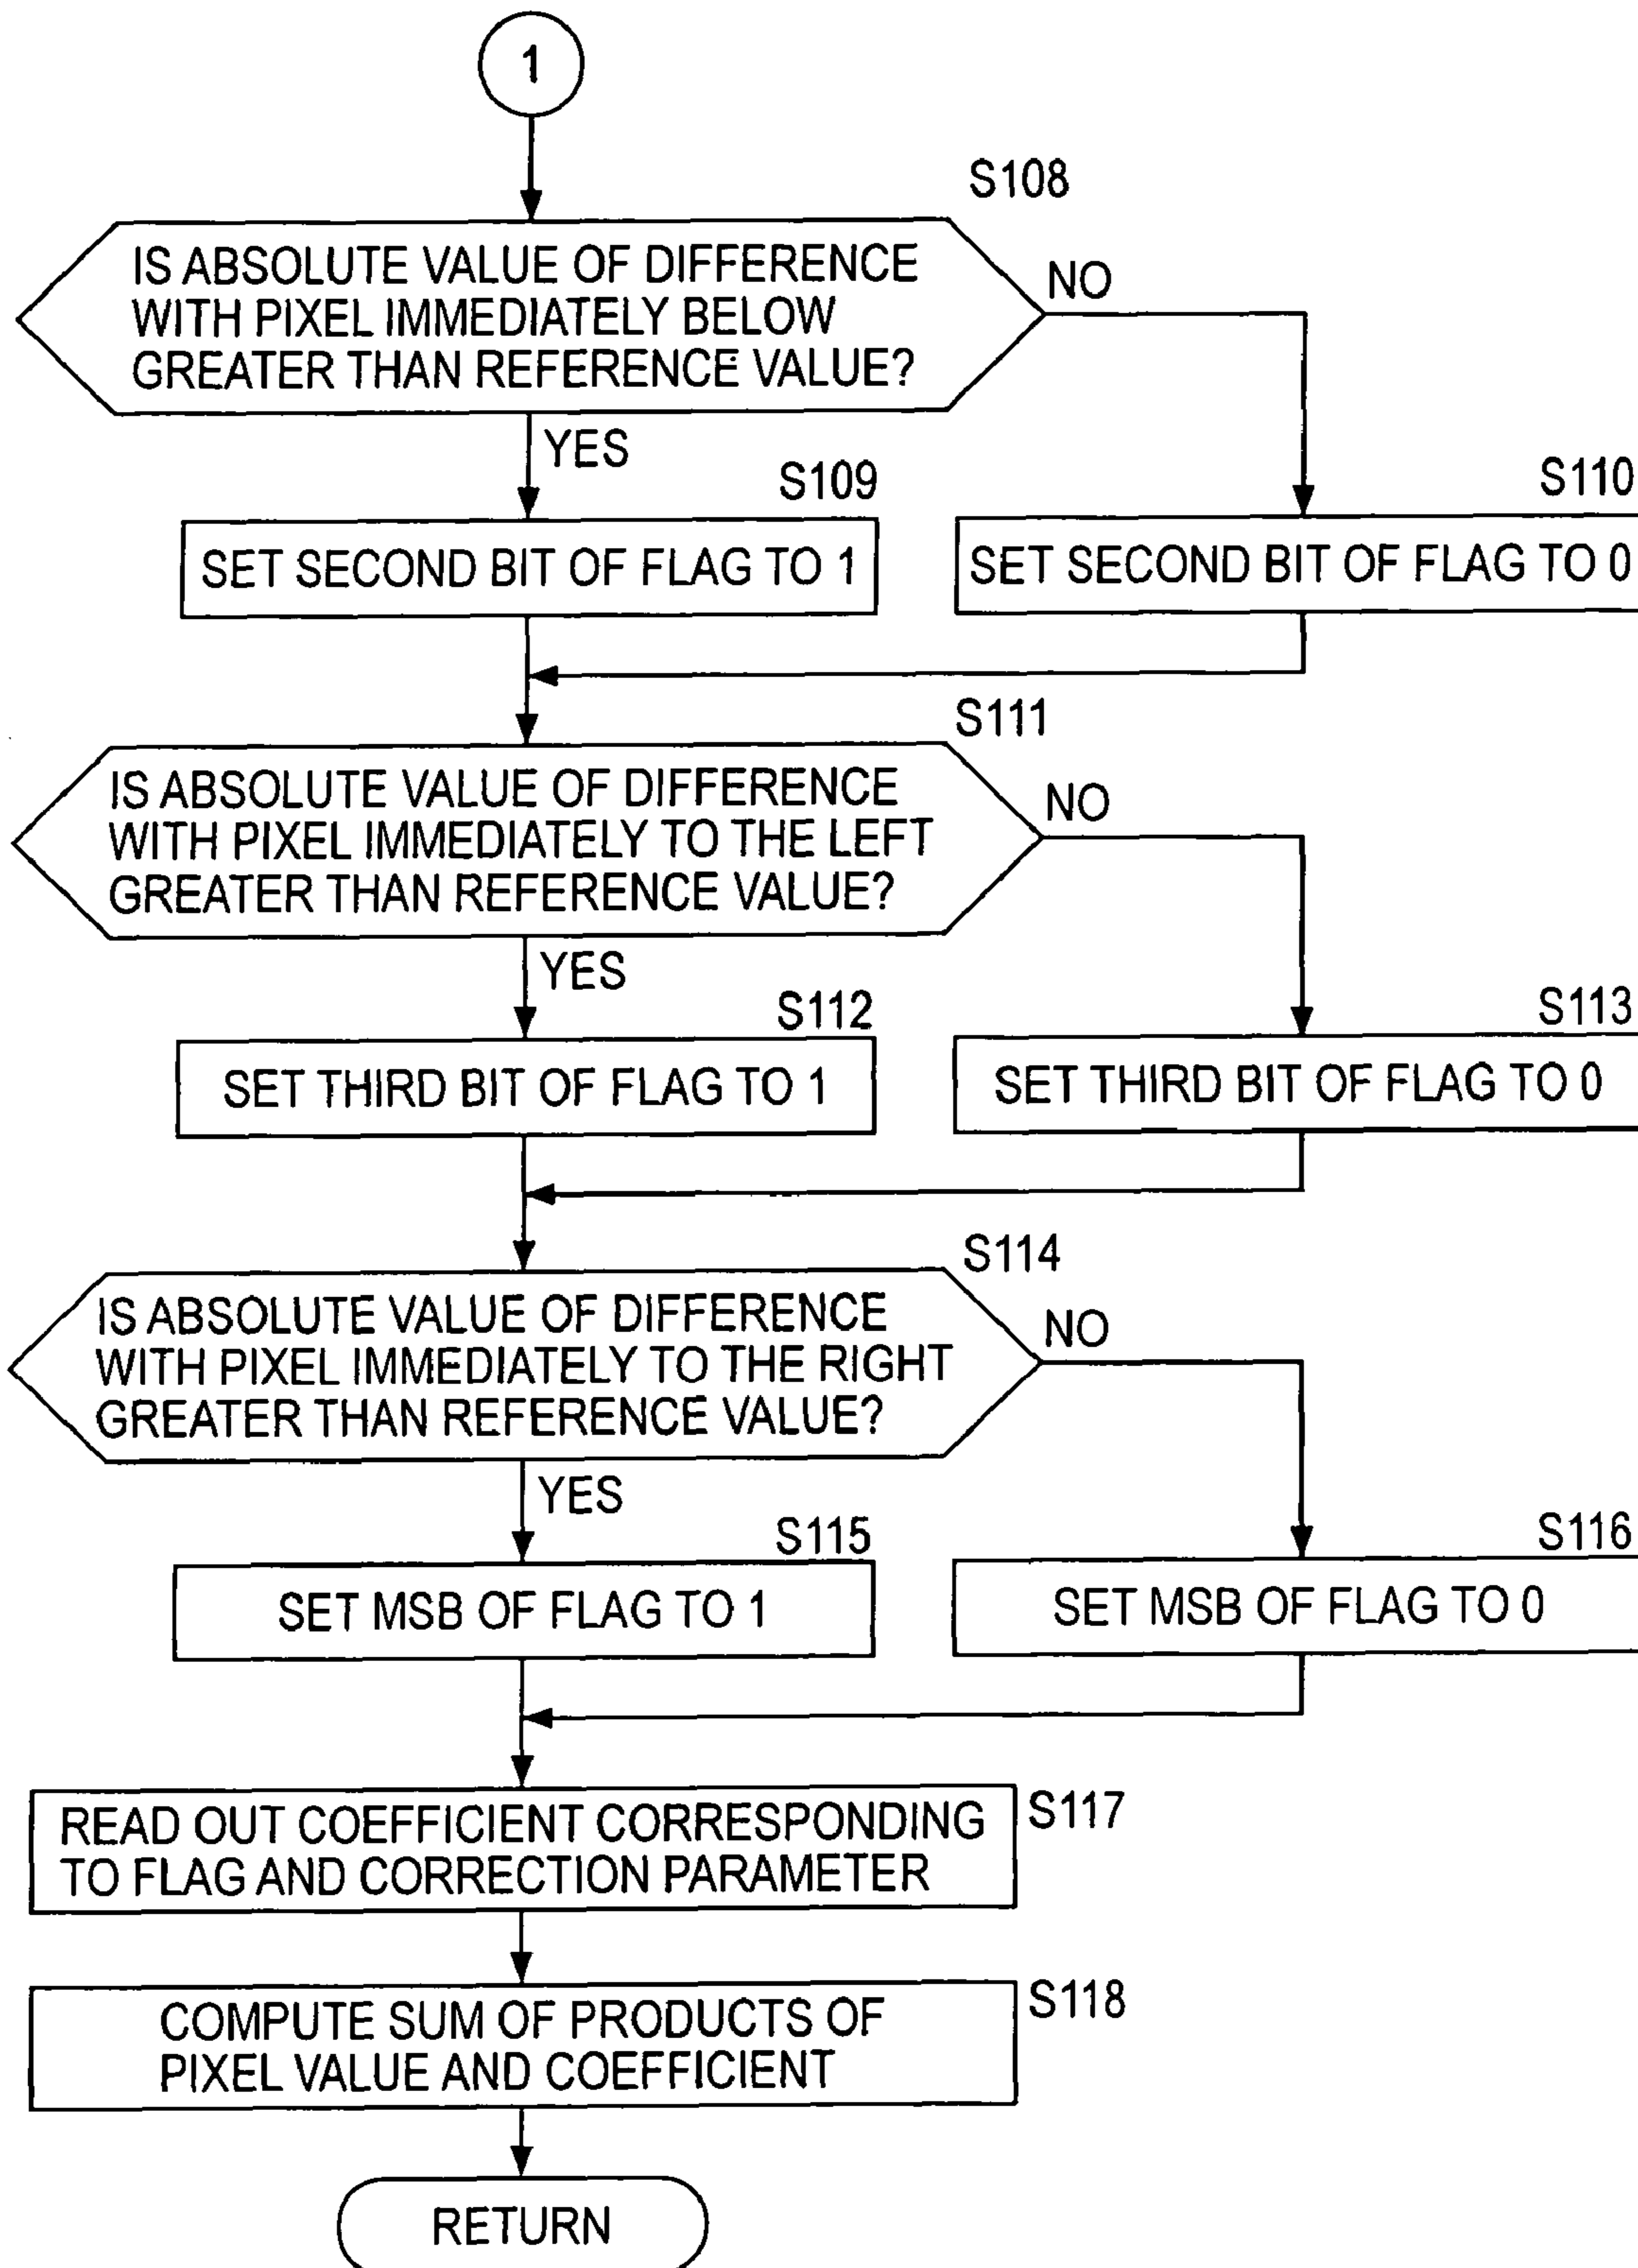 1
S108
IS ABSOLUTE VALUE OF DIFFERENCE
WITH PIXEL IMMEDIATELY BELOW
GREATER THAN REFERENCE VALUE?
NO
YES
S109
SET SECOND BIT OF FLAG TO 1
S110
SET SECOND BIT OF FLAG TO 0
S111
IS ABSOLUTE VALUE OF DIFFERENCE
WITH PIXEL IMMEDIATELY TO THE LEFT
GREATER THAN REFERENCE VALUE?
NO
YES
S112
SET THIRD BIT OF FLAG TO 1
S113
SET THIRD BIT OF FLAG TO 0
S114
IS ABSOLUTE VALUE OF DIFFERENCE
WITH PIXEL IMMEDIATELY TO THE RIGHT
GREATER THAN REFERENCE VALUE?
NO
YES
S115
SET MSB OF FLAG TO 1
S116
SET MSB OF FLAG TO 0
S117
READ OUT COEFFICIENT CORRESPONDING
TO FLAG AND CORRECTION PARAMETER
S118
COMPUTE SUM OF PRODUCTS OF
PIXEL VALUE AND COEFFICIENT
RETURN